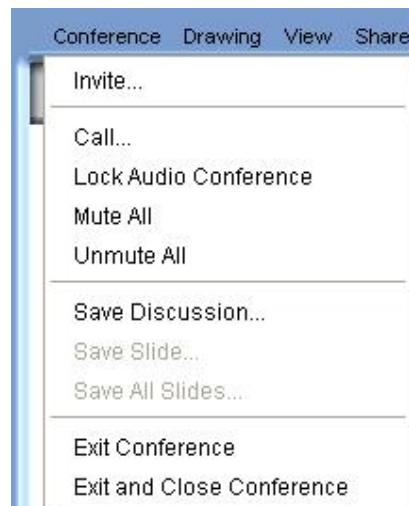 Conference Drawing View Share
Invite...
Call...
Lock Audio Conference
Mute All
Unmute All
Save Discussion...
Save Slide...
Save All Slides...
Exit Conference
Exit and Close Conference